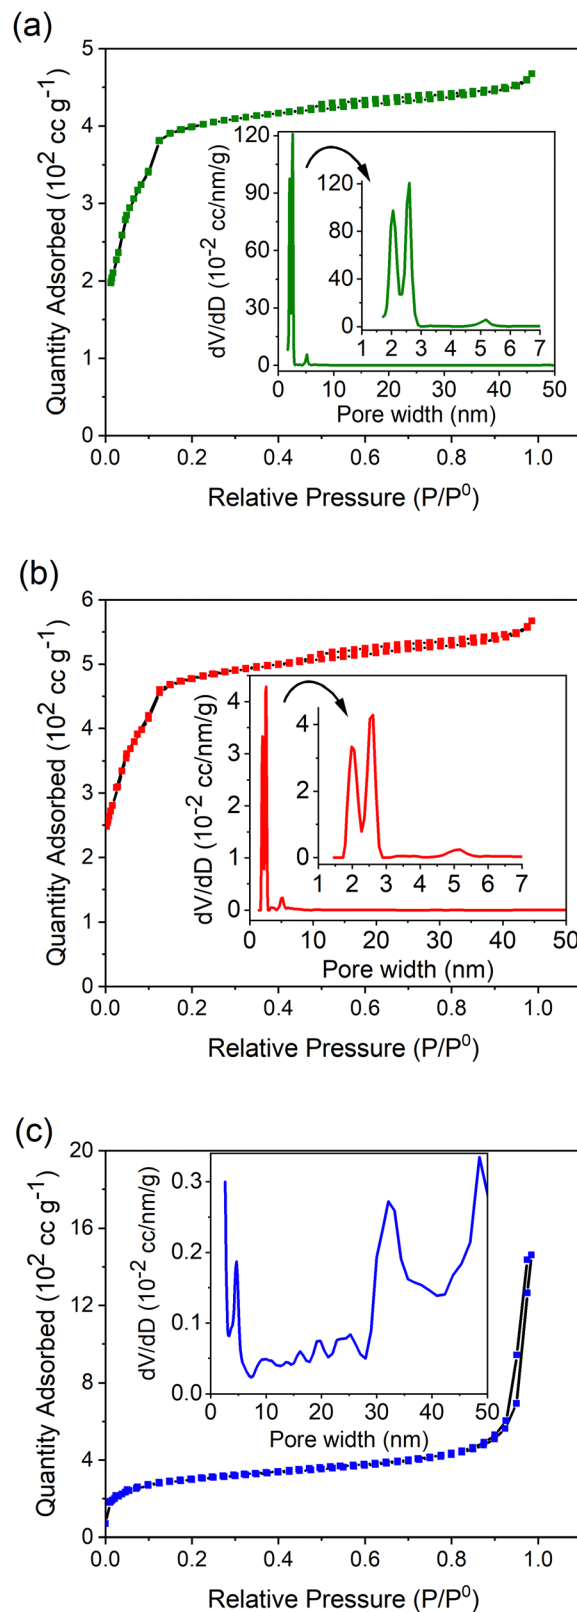 (a)
Quantity Adsorbed (10² cc g⁻¹)
5
4
3
2
1
0
0.0 0.2 0.4 0.6 0.8 1.0
Relative Pressure (P/P⁰)
dV/dD (10⁻² cc/nm/g)
120
90
60
30
0
0 10 20 30 40 50
Pore width (nm)
120
80
40
0
1 2 3 4 5 6 7
(b)
Quantity Adsorbed (10² cc g⁻¹)
6
5
4
3
2
1
0
0.0 0.2 0.4 0.6 0.8 1.0
Relative Pressure (P/P⁰)
dV/dD (10⁻² cc/nm/g)
4
3
2
1
0
0 10 20 30 40 50
Pore width (nm)
4
2
0
1 2 3 4 5 6 7
(c)
Quantity Adsorbed (10² cc g⁻¹)
20
16
12
8
4
0
0.0 0.2 0.4 0.6 0.8 1.0
Relative Pressure (P/P⁰)
dV/dD (10⁻² cc/nm/g)
0.3
0.2
0.1
0.0
0 10 20 30 40 50
Pore width (nm)